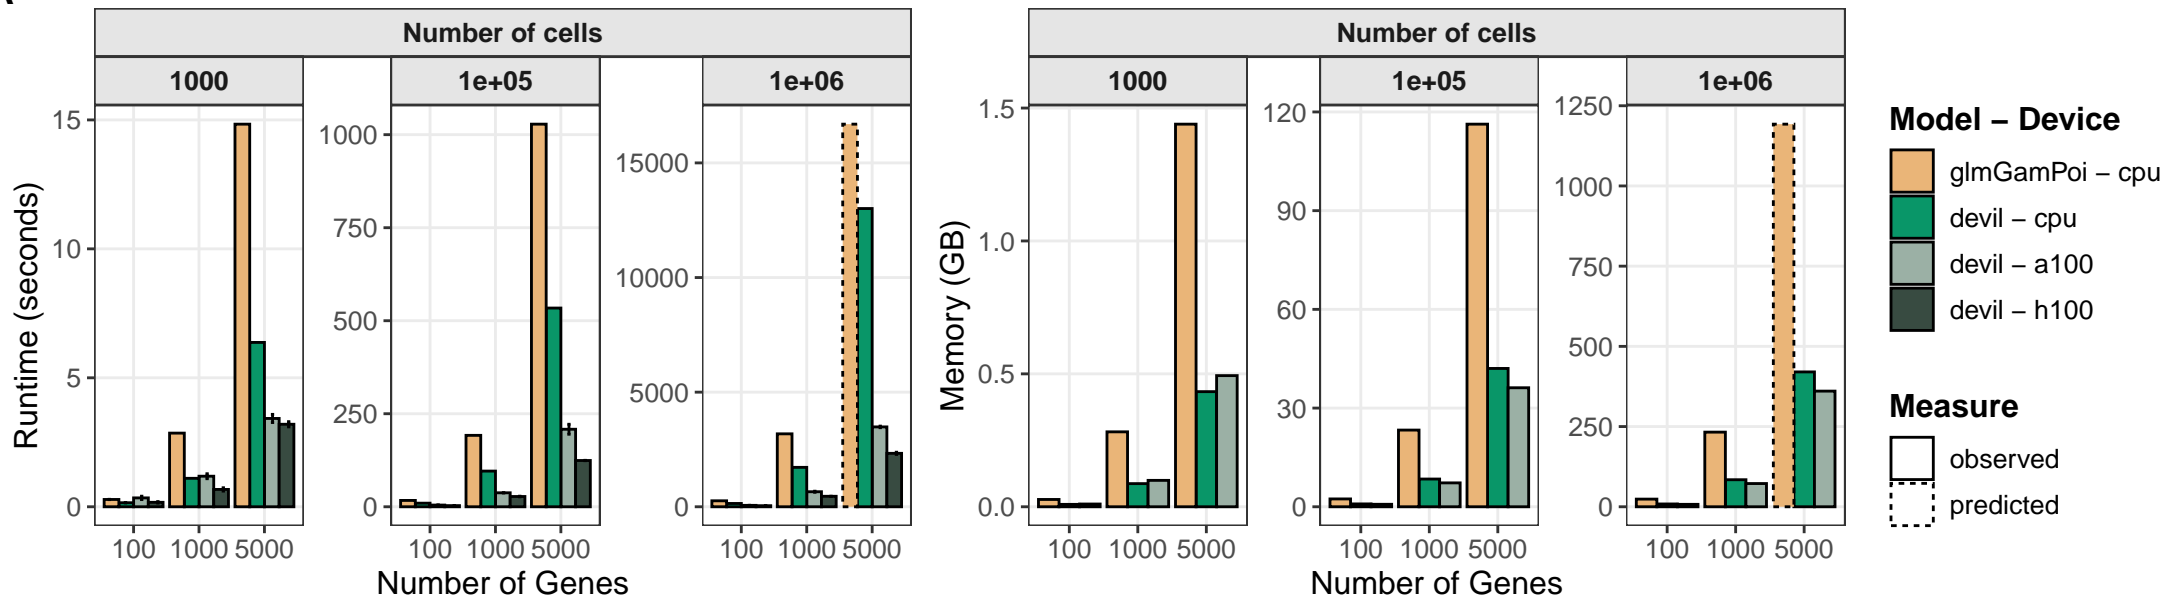 Number of cells
Number of cells
1000
1e+05
1e+06
1000
1e+05
1e+06
Runtime (seconds)
15
10
5
0
1000
750
500
250
0
15000
10000
5000
0
100 1000 5000
100 1000 5000
100 1000 5000
Number of Genes
Memory (GB)
1.5
1.0
0.5
0.0
120
90
60
30
0
1250
1000
750
500
250
0
100 1000 5000
100 1000 5000
100 1000 5000
Number of Genes
Model – Device
glmGamPoi – cpu
devil – cpu
devil – a100
devil – h100
Measure
observed
predicted